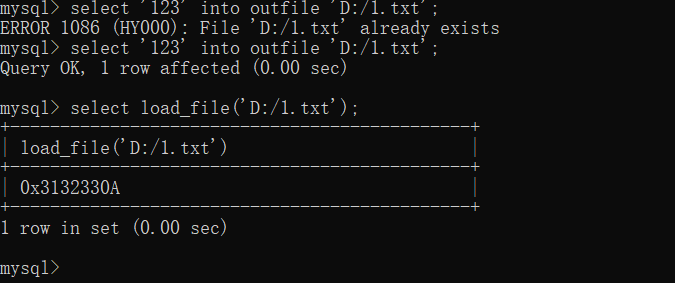 mysql> select '123' into outfile 'D:/1.txt';
ERROR 1086 (HY000): File 'D:/1.txt' already exists
mysql> select '123' into outfile 'D:/1.txt';
Query OK, 1 row affected (0.00 sec)
mysql> select load_file('D:/1.txt');
+----------------------------------------------+
| load_file('D:/1.txt')                        |
+----------------------------------------------+
| 0x3132330A                                   |
+----------------------------------------------+
1 row in set (0.00 sec)
mysql>